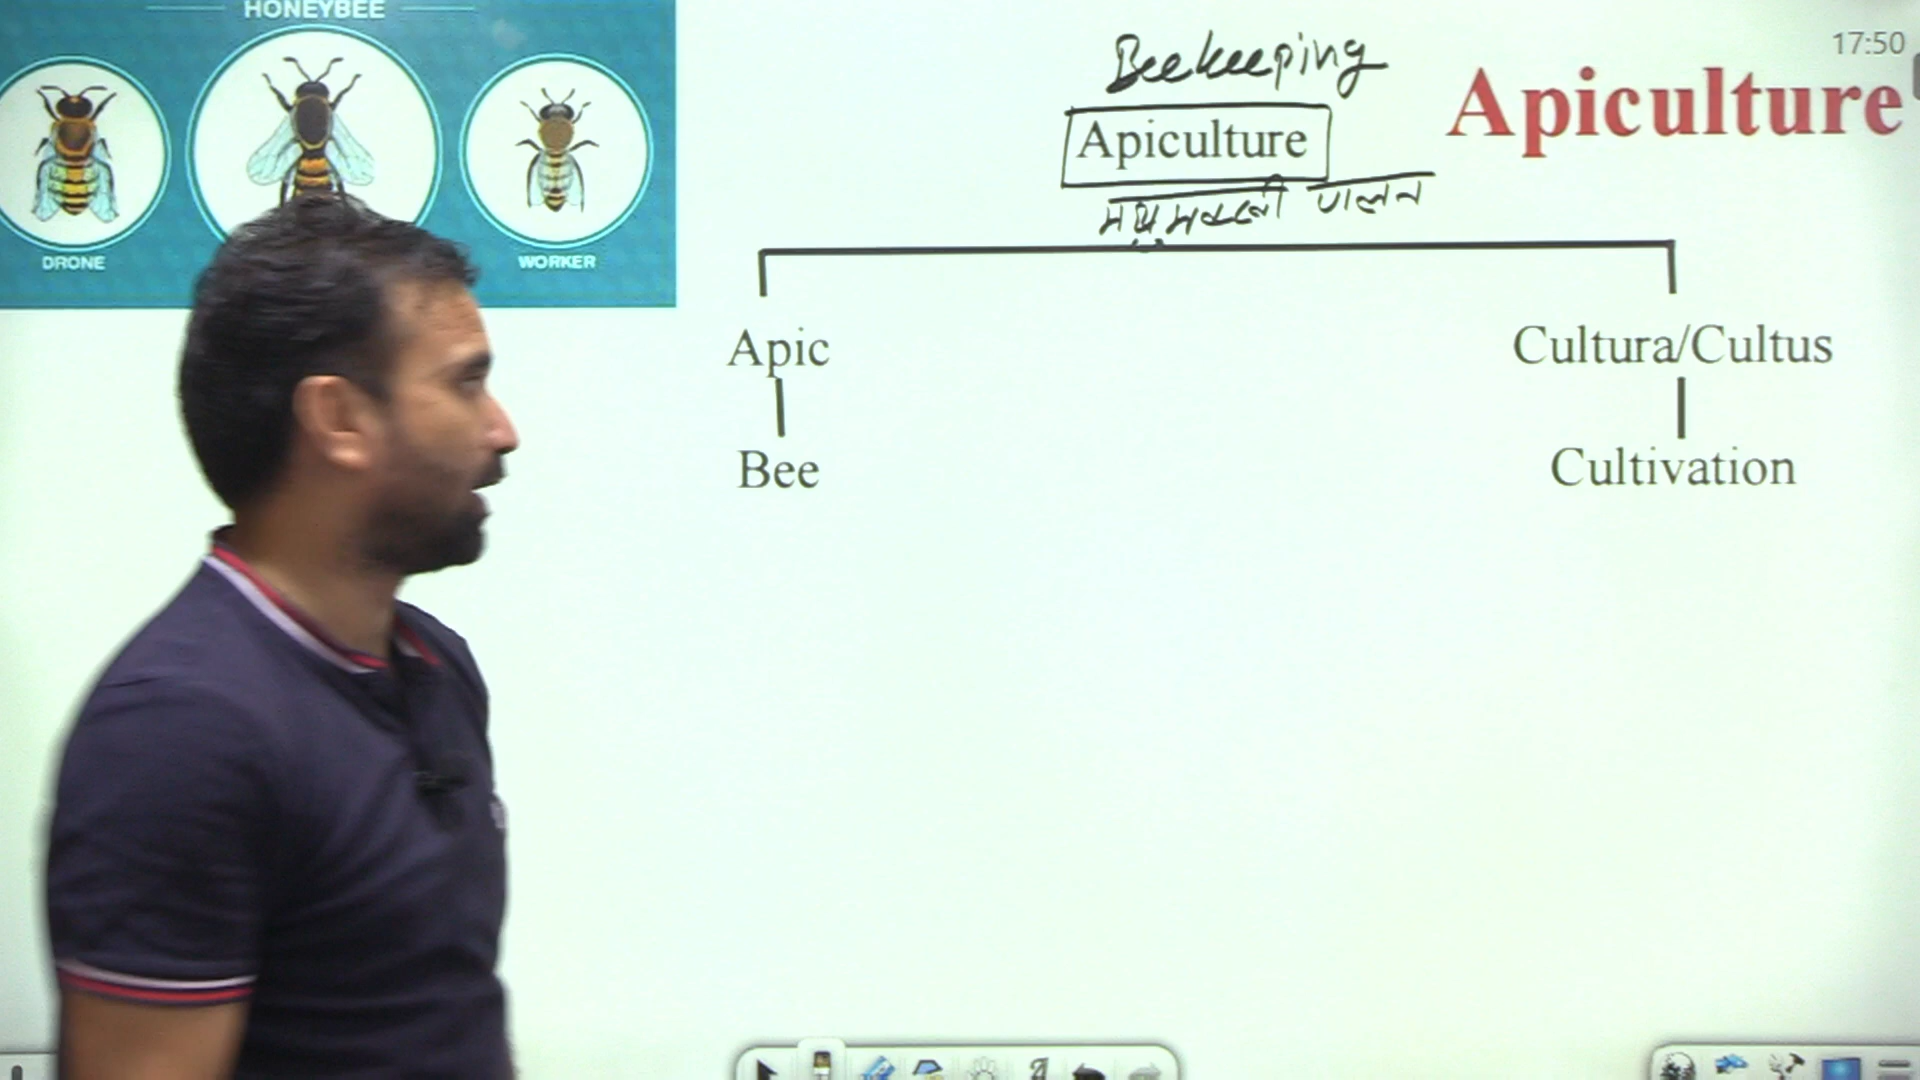 HONEYBEE
DRONE
WORKER
17:50
Beekeeping
Apiculture
Apiculture
मधुमक्खी पालन
Apic
Cultura/Cultus
Bee
Cultivation